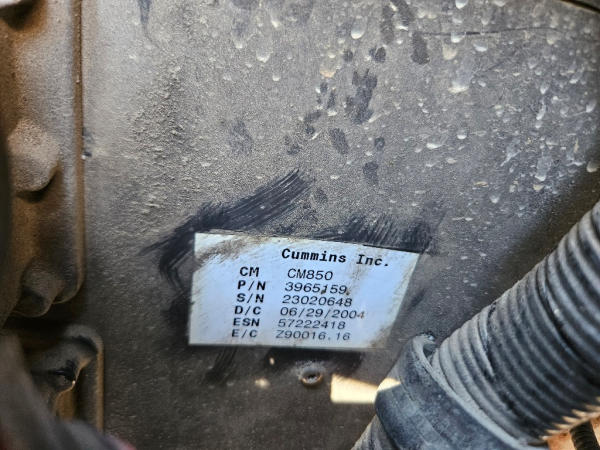 Cummins Inc.
CM CM850
P/N 3965159
S/N 23020648
D/C 06/29/2004
ESN 57222418
E/C Z90016.16